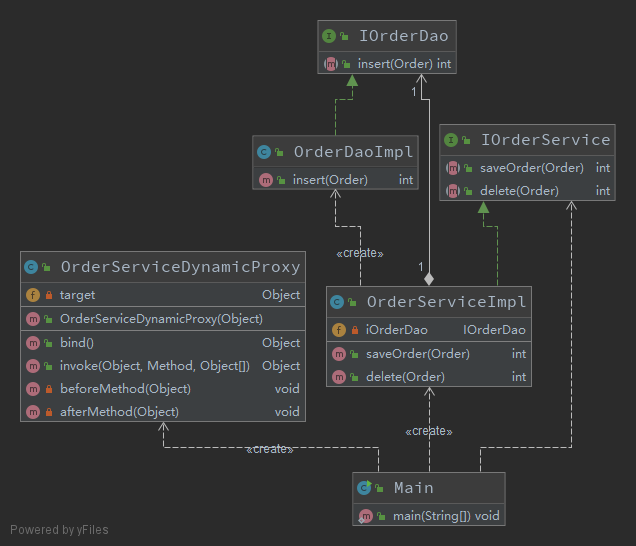 IOrderDao
insert(Order) int
1
OrderDaoImpl
insert(Order) int
IOrderService
saveOrder(Order) int
delete(Order) int
«create»
1
OrderServiceDynamicProxy
target Object
OrderServiceDynamicProxy(Object)
bind() Object
invoke(Object, Method, Object[]) Object
beforeMethod(Object) void
afterMethod(Object) void
OrderServiceImpl
iOrderDao IOrderDao
saveOrder(Order) int
delete(Order) int
«create»
«create»
Main
main(String[]) void
Powered by yFiles